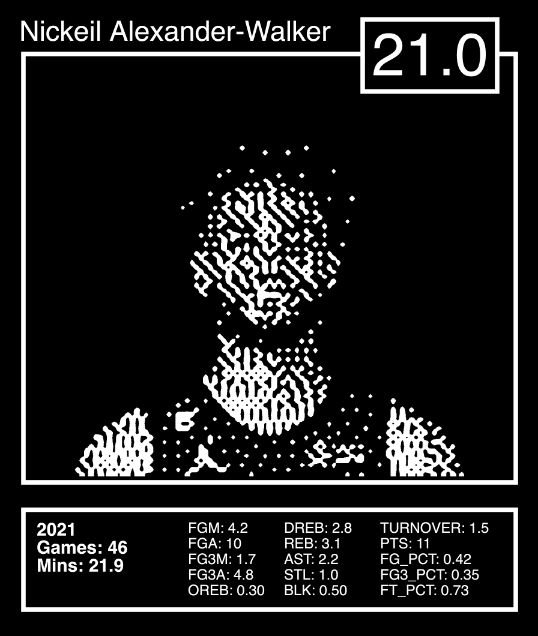 Nickeil Alexander-Walker
21.0
2021
Games: 46
Mins: 21.9
FGM: 4.2
FGA: 10
FG3M: 1.7
FG3A: 4.8
OREB: 0.30
DREB: 2.8
REB: 3.1
AST: 2.2
STL: 1.0
BLK: 0.50
TURNOVER: 1.5
PTS: 11
FG_PCT: 0.42
FG3_PCT: 0.35
FT_PCT: 0.73